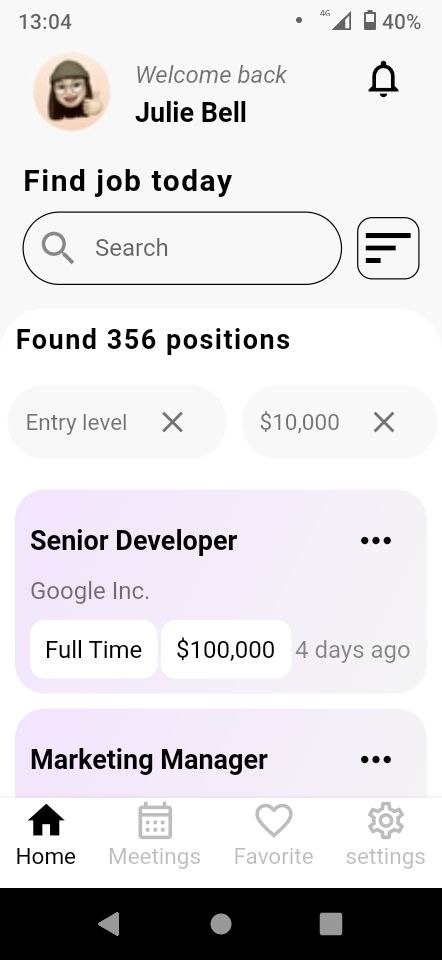 13:04
4G
40%
Welcome back
Julie Bell
Find job today
Search
Found 356 positions
Entry level
$10,000
Senior Developer
Google Inc.
Full Time
$100,000
4 days ago
Marketing Manager
Home
Meetings
Favorite
settings